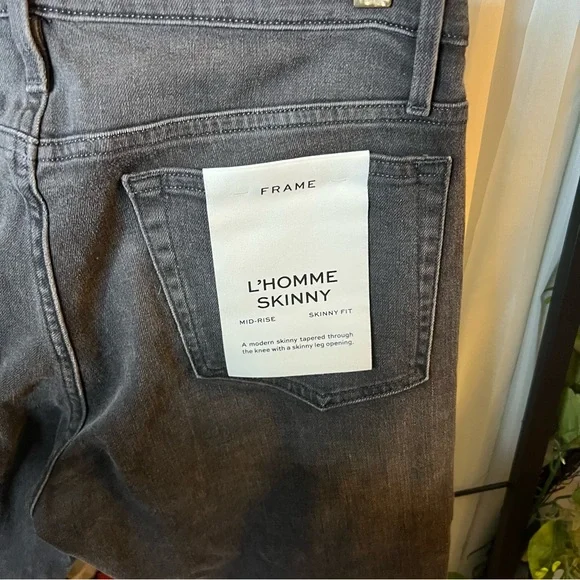 FRAME
L'HOMME
SKINNY
MID-RISE SKINNY FIT
A modern skinny tapered through
the knee with a skinny leg opening.